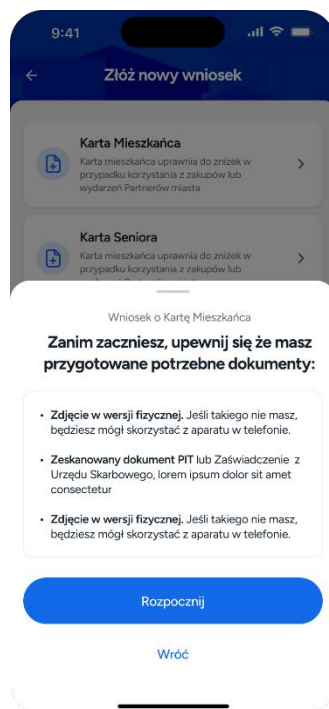 9:41
Złóż nowy wniosek
Karta Mieszkańca
Karta mieszkańca uprawnia do zniżek w
przypadku korzystania z zakupów lub
wydarzeń Partnerów miasta
Karta Seniora
Karta mieszkańca uprawnia do zniżek w
przypadku korzystania z zakupów lub
Wniosek o Kartę Mieszkańca
Zanim zaczniesz, upewnij się że masz
przygotowane potrzebne dokumenty:
• Zdjęcie w wersji fizycznej. Jeśli takiego nie masz,
będziesz mógł skorzystać z aparatu w telefonie.
• Zeskanowany dokument PIT lub Zaświadczenie z
Urzędu Skarbowego, lorem ipsum dolor sit amet
consectetur
• Zdjęcie w wersji fizycznej. Jeśli takiego nie masz,
będziesz mógł skorzystać z aparatu w telefonie.
Rozpocznij
Wróć